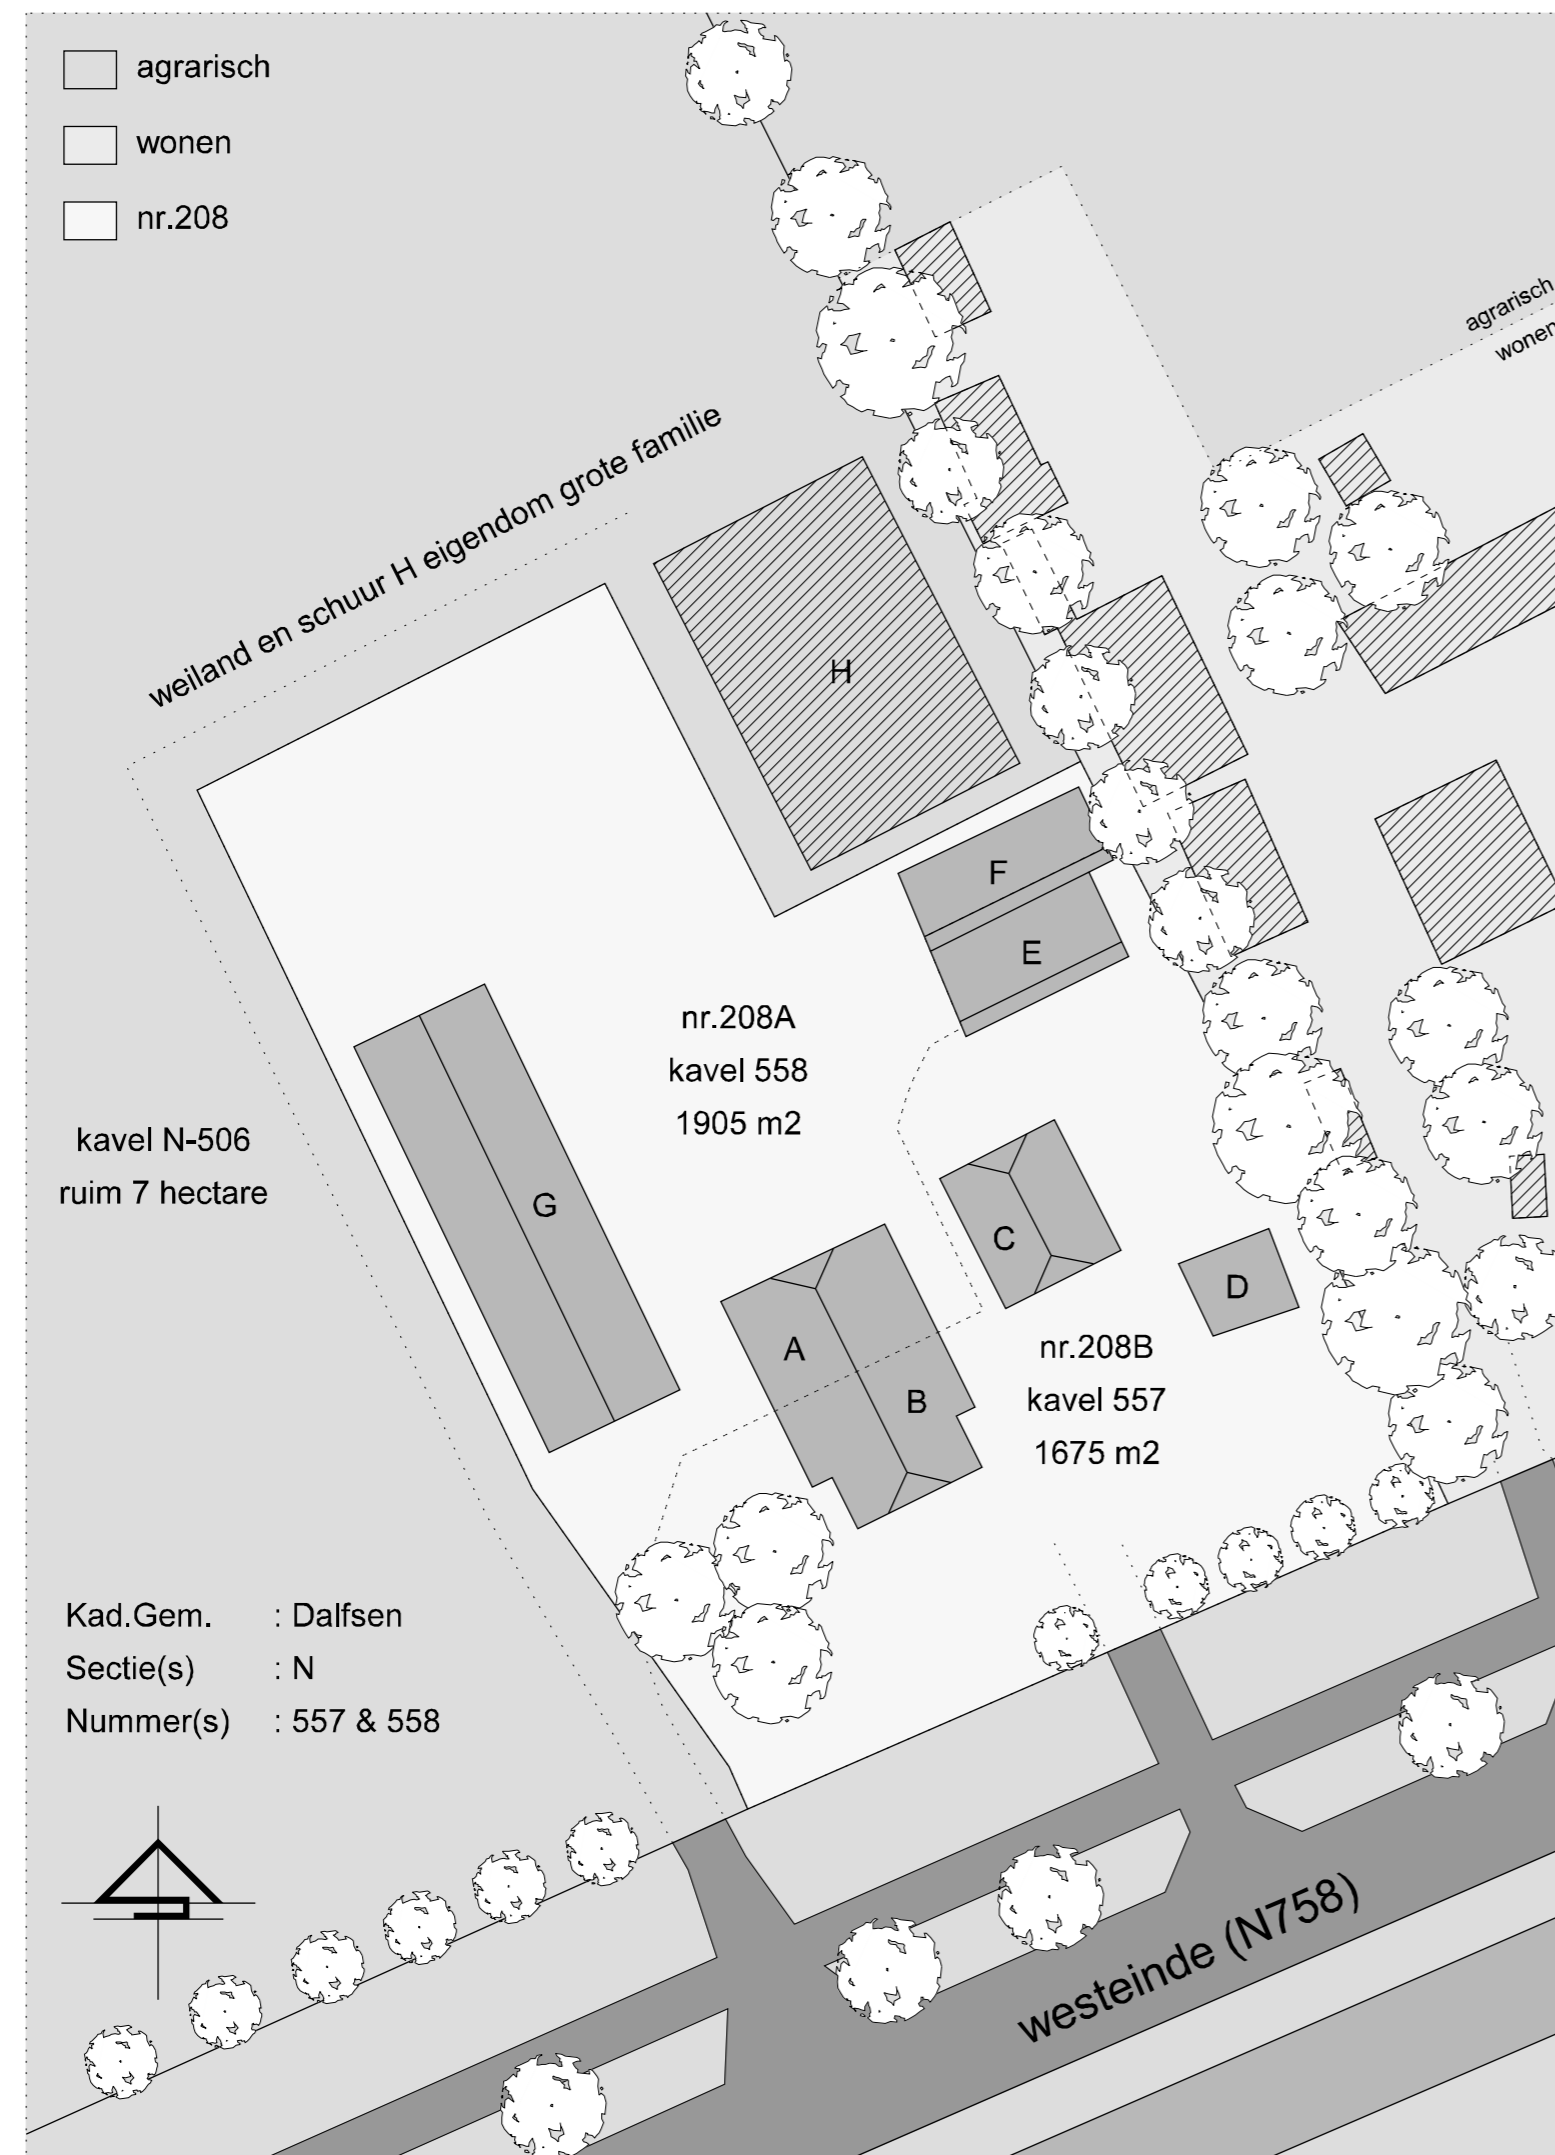 agrarisch
wonen
nr.208
agrarisch
wonen
weiland en schuur H eigendom grote familie
H
F
E
nr.208A
kavel 558
1905 m2
kavel N-506
ruim 7 hectare
G
C
D
A
B
nr.208B
kavel 557
1675 m2
Kad.Gem. : Dalfsen
Sectie(s) : N
Nummer(s) : 557 & 558
westeinde (N758)